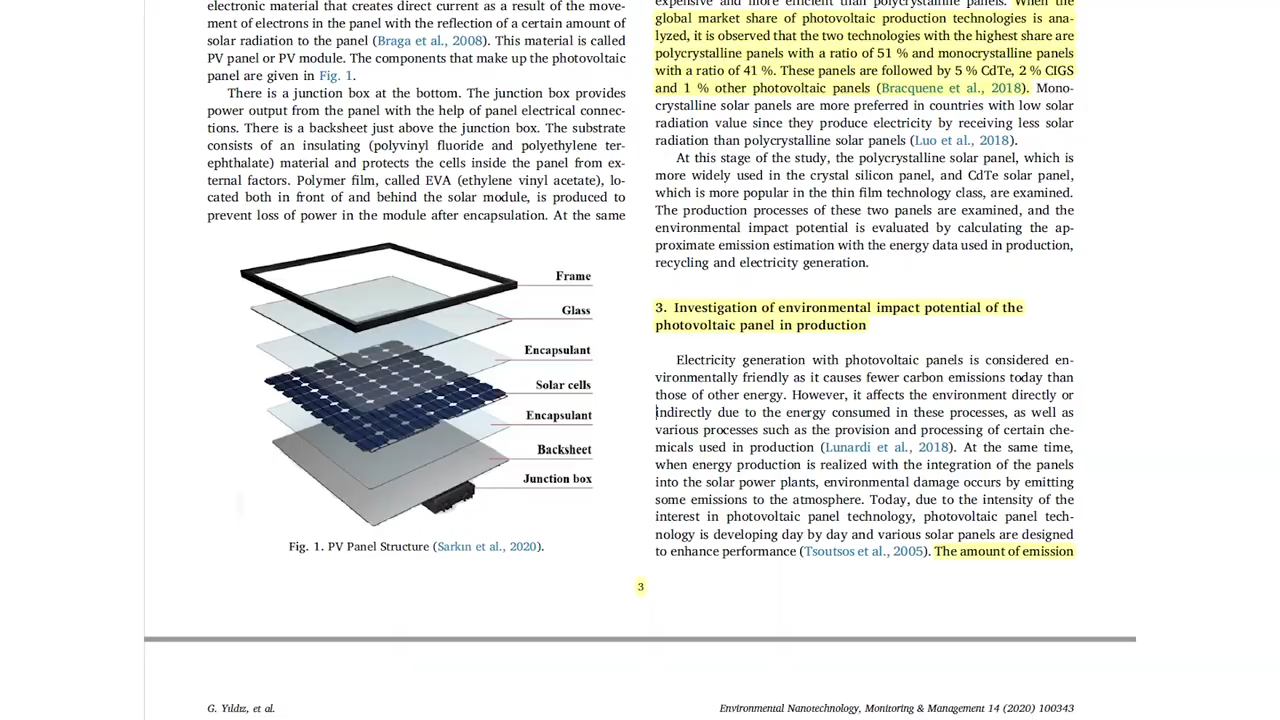 electronic material that creates direct current as a result of the move-
ment of electrons in the panel with the reflection of a certain amount of
solar radiation to the panel (Braga et al., 2008). This material is called
PV panel or PV module. The components that make up the photovoltaic
panel are given in Fig. 1.
There is a junction box at the bottom. The junction box provides
power output from the panel with the help of panel electrical connec-
tions. There is a backsheet just above the junction box. The substrate
consists of an insulating (polyvinyl fluoride and polyethylene ter-
ephthalate) material and protects the cells inside the panel from ex-
ternal factors. Polymer film, called EVA (ethylene vinyl acetate), lo-
cated both in front of and behind the solar module, is produced to
prevent loss of power in the module after encapsulation. At the same
Frame
Glass
Encapsulant
Solar cells
Encapsulant
Backsheet
Junction box
Fig. 1. PV Panel Structure (Sarkın et al., 2020).
expensive and more efficient than polycrystalline panels. When the
global market share of photovoltaic production technologies is ana-
lyzed, it is observed that the two technologies with the highest share are
polycrystalline panels with a ratio of 51 % and monocrystalline panels
with a ratio of 41 %. These panels are followed by 5 % CdTe, 2 % CIGS
and 1 % other photovoltaic panels (Bracquene et al., 2018). Mono-
crystalline solar panels are more preferred in countries with low solar
radiation value since they produce electricity by receiving less solar
radiation than polycrystalline solar panels (Luo et al., 2018).
At this stage of the study, the polycrystalline solar panel, which is
more widely used in the crystal silicon panel, and CdTe solar panel,
which is more popular in the thin film technology class, are examined.
The production processes of these two panels are examined, and the
environmental impact potential is evaluated by calculating the ap-
proximate emission estimation with the energy data used in production,
recycling and electricity generation.
3. Investigation of environmental impact potential of the
photovoltaic panel in production
Electricity generation with photovoltaic panels is considered en-
vironmentally friendly as it causes fewer carbon emissions today than
those of other energy. However, it affects the environment directly or
indirectly due to the energy consumed in these processes, as well as
various processes such as the provision and processing of certain che-
micals used in production (Lunardi et al., 2018). At the same time,
when energy production is realized with the integration of the panels
into the solar power plants, environmental damage occurs by emitting
some emissions to the atmosphere. Today, due to the intensity of the
interest in photovoltaic panel technology, photovoltaic panel tech-
nology is developing day by day and various solar panels are designed
to enhance performance (Tsoutsos et al., 2005). The amount of emission
3
G. Yıldız, et al.
Environmental Nanotechnology, Monitoring & Management 14 (2020) 100343